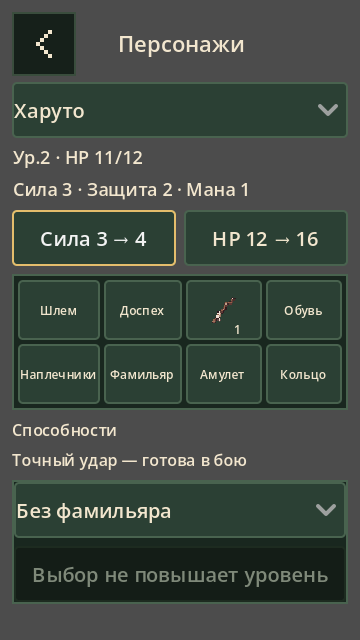 Персонажи
Харуто
Ур.2 · HP 11/12
Сила 3 · Защита 2 · Мана 1
Сила 3 → 4
HP 12 → 16
Шлем
Доспех
1
Обувь
Наплечники
Фамильяр
Амулет
Кольцо
Способности
Точный удар — готова в бою
Без фамильяра
Выбор не повышает уровень